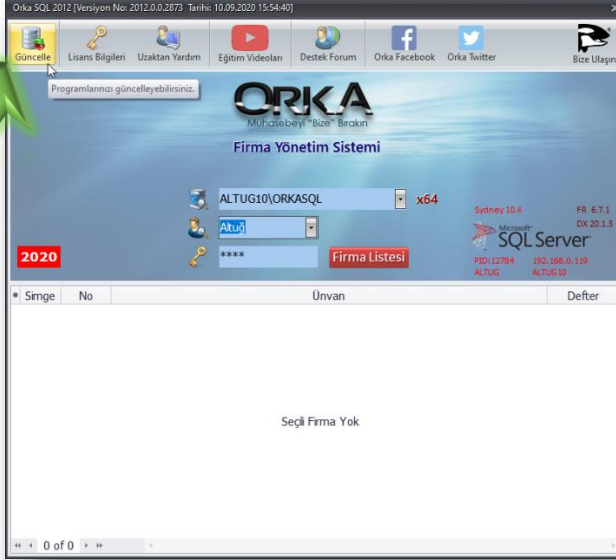 Orka SQL 2012 [Versiyon No: 2012.0.0.2873 Tarihi: 10.09.2020 15:54:40]
Güncelle Lisans Bilgileri Uzaktan Yardım Eğitim Videoları Destek Forum Orka Facebook Orka Twitter Bize Ulaşın
Programlarınızı güncelleyebilirsiniz.
ORKA
Muhasebeyi "Bize" Bırakın
Firma Yönetim Sistemi
ALTUG10\ORKASQL x64
Altuğ
2020 **** Firma Listesi
Sydney 10.4 FR 6.7.1
DX 20.1.3
Microsoft
SQL Server
PID:12784 192.168.0.119
ALTUG ALTUG10
Simge No Ünvan Defter
Seçili Firma Yok
0 of 0